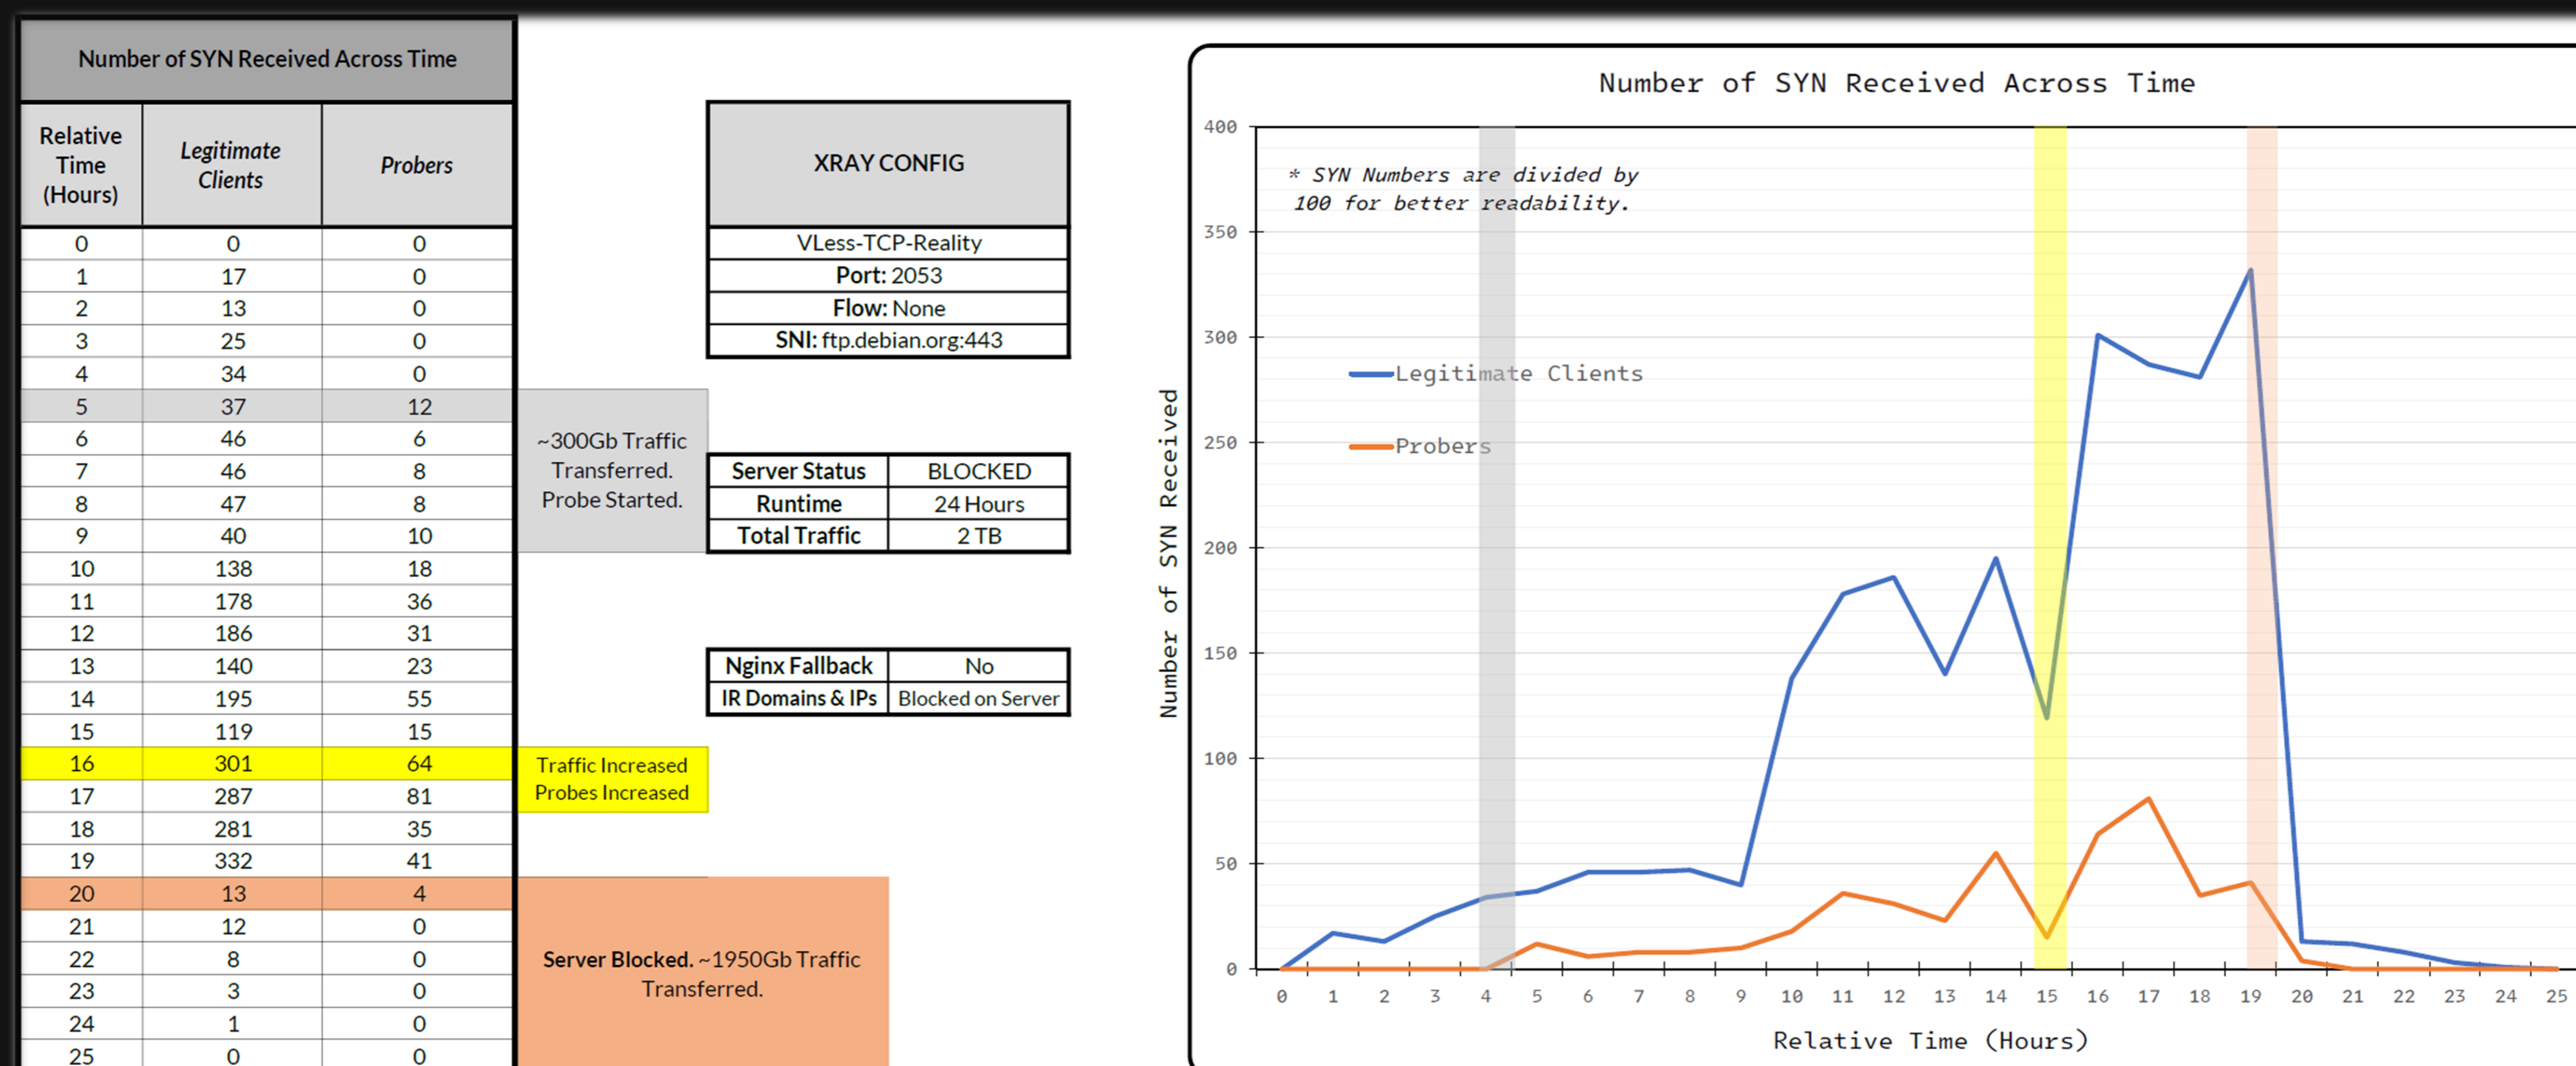 Number of SYN Received Across Time
Relative Time (Hours) Legitimate Clients Probers
0 0 0
1 17 0
2 13 0
3 25 0
4 34 0
5 37 12
6 46 6
7 46 8
8 47 8
9 40 10
10 138 18
11 178 36
12 186 31
13 140 23
14 195 55
15 119 15
16 301 64
17 287 81
18 281 35
19 332 41
20 13 4
21 12 0
22 8 0
23 3 0
24 1 0
25 0 0
~300Gb Traffic
Transferred.
Probe Started.
Traffic Increased
Probes Increased
Server Blocked. ~1950Gb Traffic
Transferred.
XRAY CONFIG
VLess-TCP-Reality
Port: 2053
Flow: None
SNI: ftp.debian.org:443
Server Status BLOCKED
Runtime 24 Hours
Total Traffic 2 TB
Nginx Fallback No
IR Domains & IPs Blocked on Server
Number of SYN Received Across Time
* SYN Numbers are divided by
100 for better readability.
Legitimate Clients
Probers
Number of SYN Received
400
350
300
250
200
150
100
50
0
0 1 2 3 4 5 6 7 8 9 10 11 12 13 14 15 16 17 18 19 20 21 22 23 24 25
Relative Time (Hours)